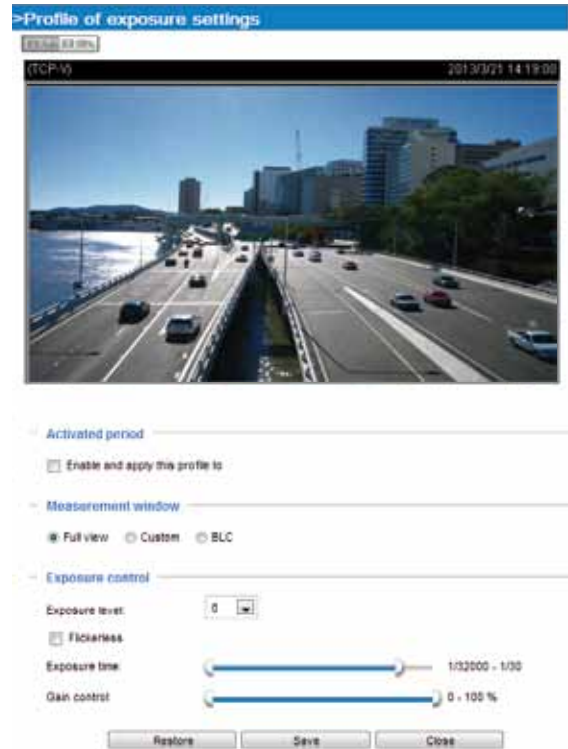 >Profile of exposure settings
(TCP-V) 2013/3/21 14:19:00
Activated period
Enable and apply this profile to
Measurement window
Full view Custom BLC
Exposure control
Exposure level: 0
Flickerless
Exposure time: 1/32000 - 1/30
Gain control: 0 - 100 %
Restore Save Close